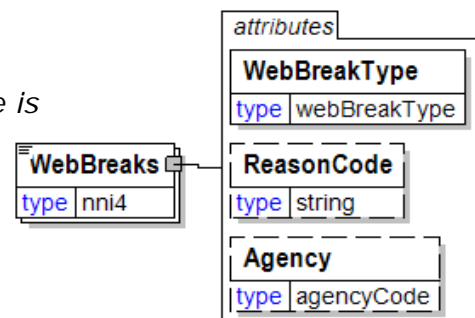 attributes
WebBreakType
type webBreakType
e is
WebBreaks
type nni4
ReasonCode
type string
Agency
type agencyCode